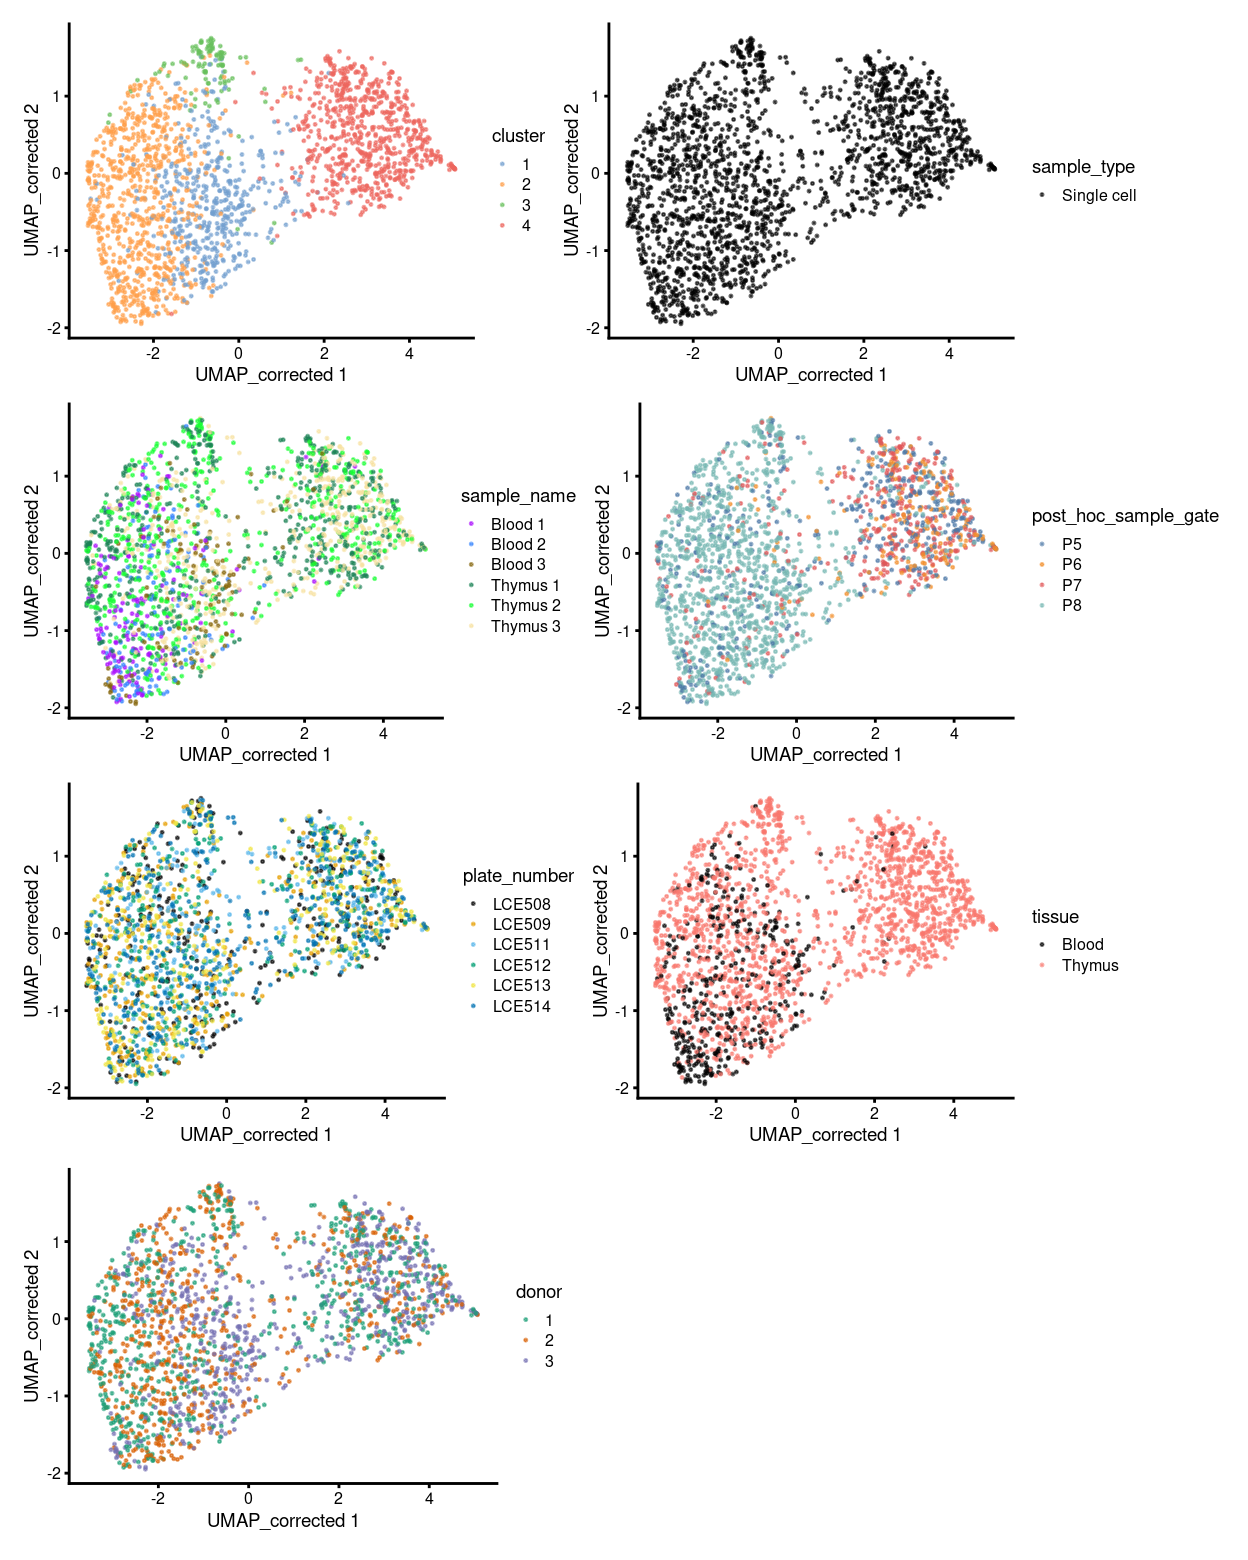 UMAP_corrected 2
1
0
-1
-2
-2 0 2 4
UMAP_corrected 1
cluster
1
2
3
4
UMAP_corrected 2
1
0
-1
-2
-2 0 2 4
UMAP_corrected 1
sample_type
Single cell
UMAP_corrected 2
1
0
-1
-2
-2 0 2 4
UMAP_corrected 1
sample_name
Blood 1
Blood 2
Blood 3
Thymus 1
Thymus 2
Thymus 3
UMAP_corrected 2
1
0
-1
-2
-2 0 2 4
UMAP_corrected 1
post_hoc_sample_gate
P5
P6
P7
P8
UMAP_corrected 2
1
0
-1
-2
-2 0 2 4
UMAP_corrected 1
plate_number
LCE508
LCE509
LCE511
LCE512
LCE513
LCE514
UMAP_corrected 2
1
0
-1
-2
-2 0 2 4
UMAP_corrected 1
tissue
Blood
Thymus
UMAP_corrected 2
1
0
-1
-2
-2 0 2 4
UMAP_corrected 1
donor
1
2
3